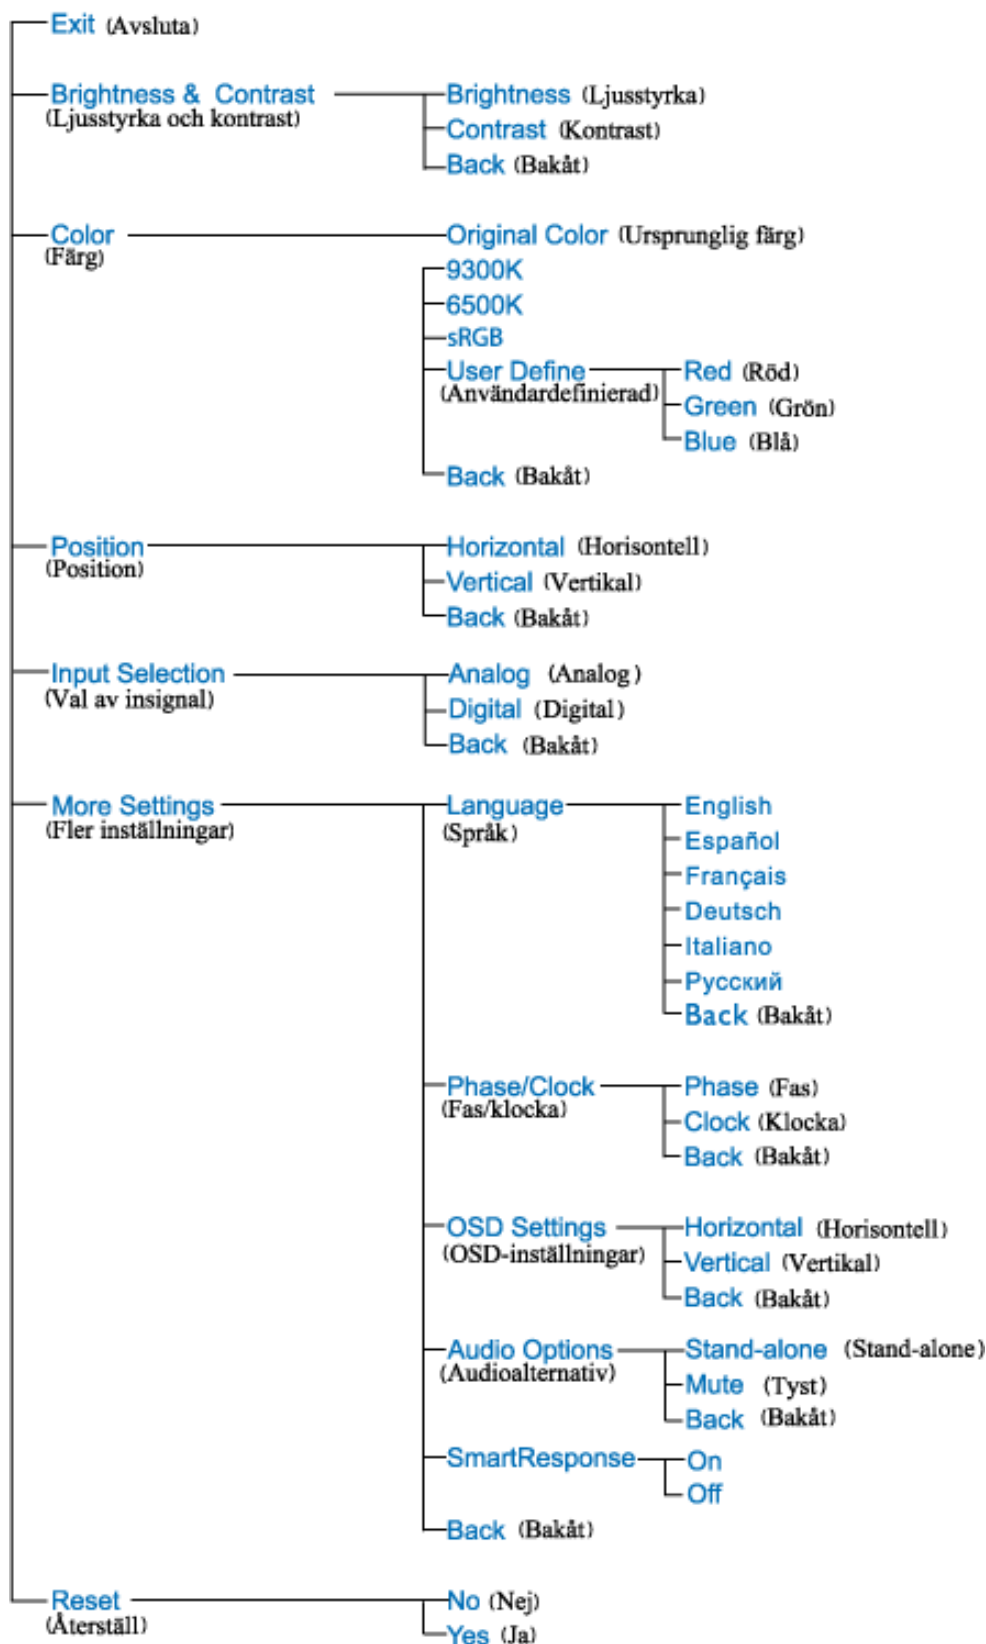 Exit (Avsluta)
Brightness & Contrast
(Ljusstyrka och kontrast)
Brightness (Ljusstyrka)
Contrast (Kontrast)
Back (Bakåt)
Color
(Färg)
Original Color (Ursprunglig färg)
9300K
6500K
sRGB
User Define
(Användardefinierad)
Red (Röd)
Green (Grön)
Blue (Blå)
Back (Bakåt)
Position
(Position)
Horizontal (Horisontell)
Vertical (Vertikal)
Back (Bakåt)
Input Selection
(Val av insignal)
Analog (Analog)
Digital (Digital)
Back (Bakåt)
More Settings
(Fler inställningar)
Language
(Språk)
English
Español
Français
Deutsch
Italiano
Русский
Back (Bakåt)
Phase/Clock
(Fas/klocka)
Phase (Fas)
Clock (Klocka)
Back (Bakåt)
OSD Settings
(OSD-inställningar)
Horizontal (Horisontell)
Vertical (Vertikal)
Back (Bakåt)
Audio Options
(Audioalternativ)
Stand-alone (Stand-alone)
Mute (Tyst)
Back (Bakåt)
SmartResponse
On
Off
Back (Bakåt)
Reset
(Återställ)
No (Nej)
Yes (Ja)